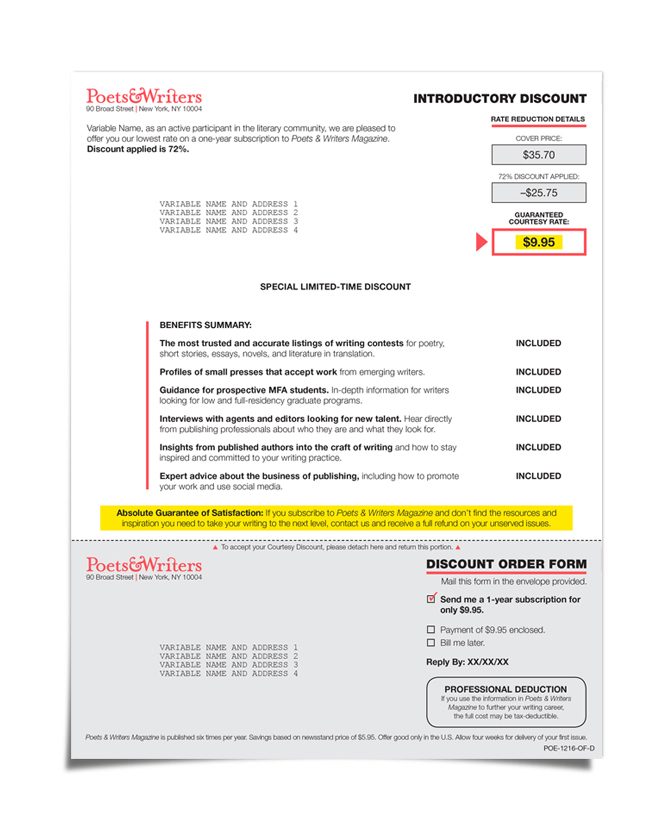 Poets&Writers
90 Broad Street | New York, NY 10004
INTRODUCTORY DISCOUNT
Variable Name, as an active participant in the literary community, we are pleased to
offer you our lowest rate on a one-year subscription to Poets & Writers Magazine.
Discount applied is 72%.
RATE REDUCTION DETAILS
COVER PRICE:
$35.70
72% DISCOUNT APPLIED:
–$25.75
GUARANTEED
COURTESY RATE:
$9.95
VARIABLE NAME AND ADDRESS 1
VARIABLE NAME AND ADDRESS 2
VARIABLE NAME AND ADDRESS 3
VARIABLE NAME AND ADDRESS 4
SPECIAL LIMITED-TIME DISCOUNT
BENEFITS SUMMARY:
The most trusted and accurate listings of writing contests for poetry, INCLUDED
short stories, essays, novels, and literature in translation.
Profiles of small presses that accept work from emerging writers. INCLUDED
Guidance for prospective MFA students. In-depth information for writers INCLUDED
looking for low and full-residency graduate programs.
Interviews with agents and editors looking for new talent. Hear directly INCLUDED
from publishing professionals about who they are and what they look for.
Insights from published authors into the craft of writing and how to stay INCLUDED
inspired and committed to your writing practice.
Expert advice about the business of publishing, including how to promote INCLUDED
your work and use social media.
Absolute Guarantee of Satisfaction: If you subscribe to Poets & Writers Magazine and don't find the resources and
inspiration you need to take your writing to the next level, contact us and receive a full refund on your unserved issues.
▲ To accept your Courtesy Discount, please detach here and return this portion. ▲
Poets&Writers
90 Broad Street | New York, NY 10004
DISCOUNT ORDER FORM
Mail this form in the envelope provided.
Send me a 1-year subscription for
only $9.95.
Payment of $9.95 enclosed.
Bill me later.
Reply By: XX/XX/XX
VARIABLE NAME AND ADDRESS 1
VARIABLE NAME AND ADDRESS 2
VARIABLE NAME AND ADDRESS 3
VARIABLE NAME AND ADDRESS 4
PROFESSIONAL DEDUCTION
If you use the information in Poets & Writers
Magazine to further your writing career,
the full cost may be tax-deductible.
Poets & Writers Magazine is published six times per year. Savings based on newsstand price of $5.95. Offer good only in the U.S. Allow four weeks for delivery of your first issue.
POE-1216-OF-D